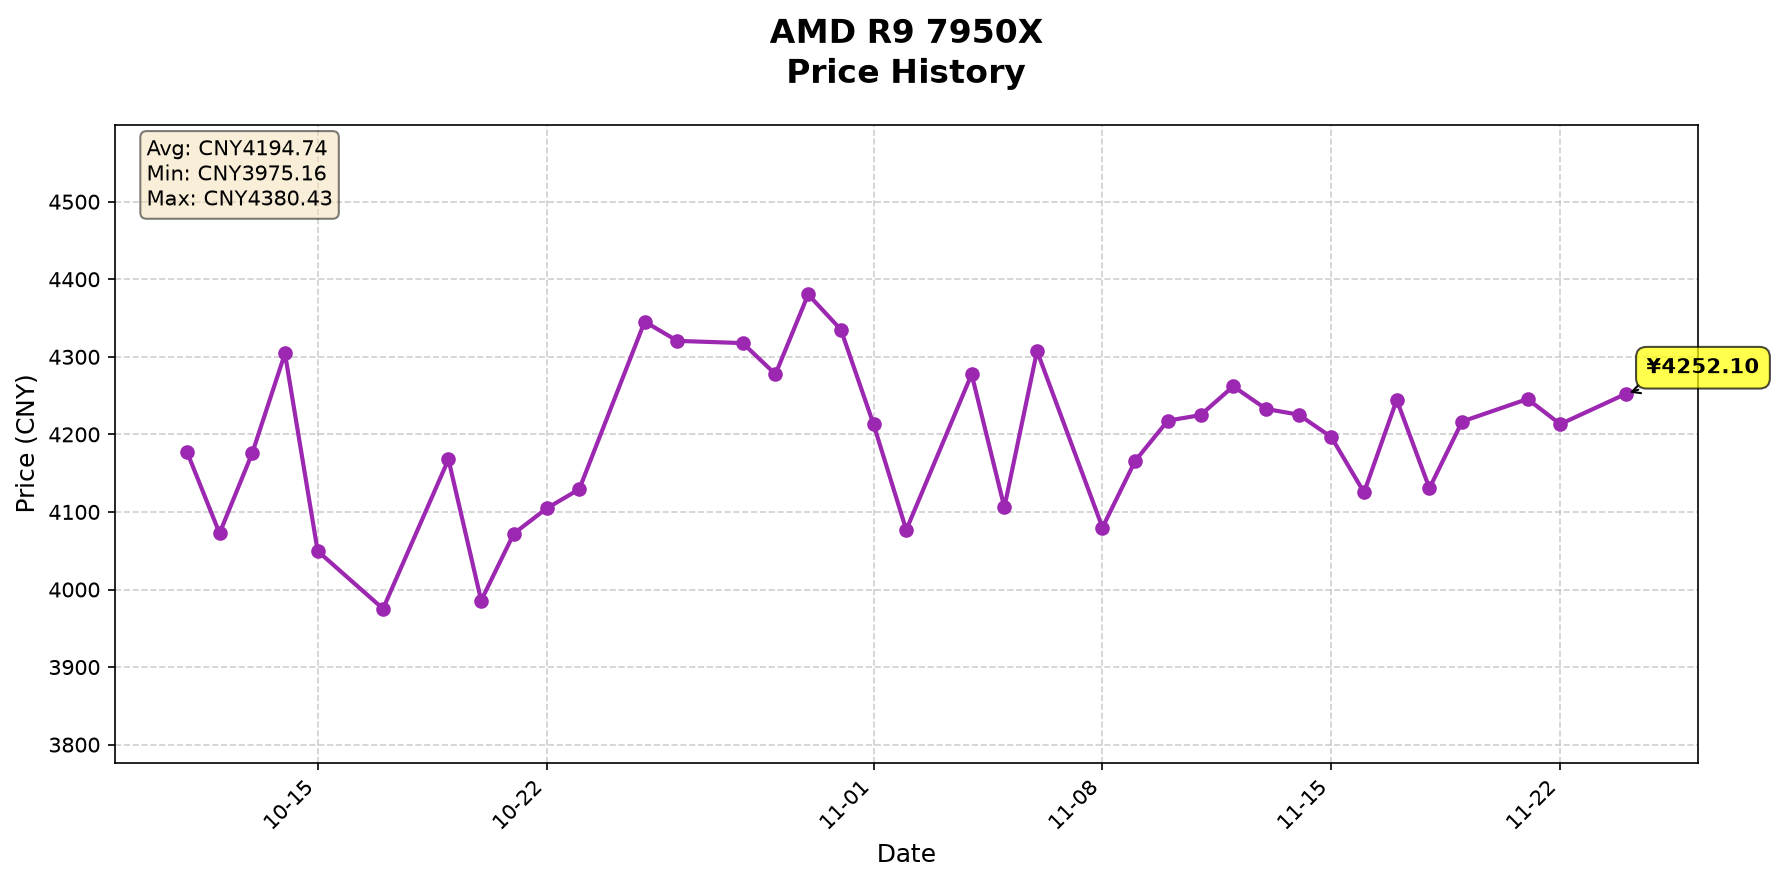 AMD R9 7950X
Price History
Avg: CNY4194.74
Min: CNY3975.16
Max: CNY4380.43
4500
4400
4300
4200
4100
4000
3900
3800
Price (CNY)
¥4252.10
10-15
10-22
11-01
11-08
11-15
11-22
Date